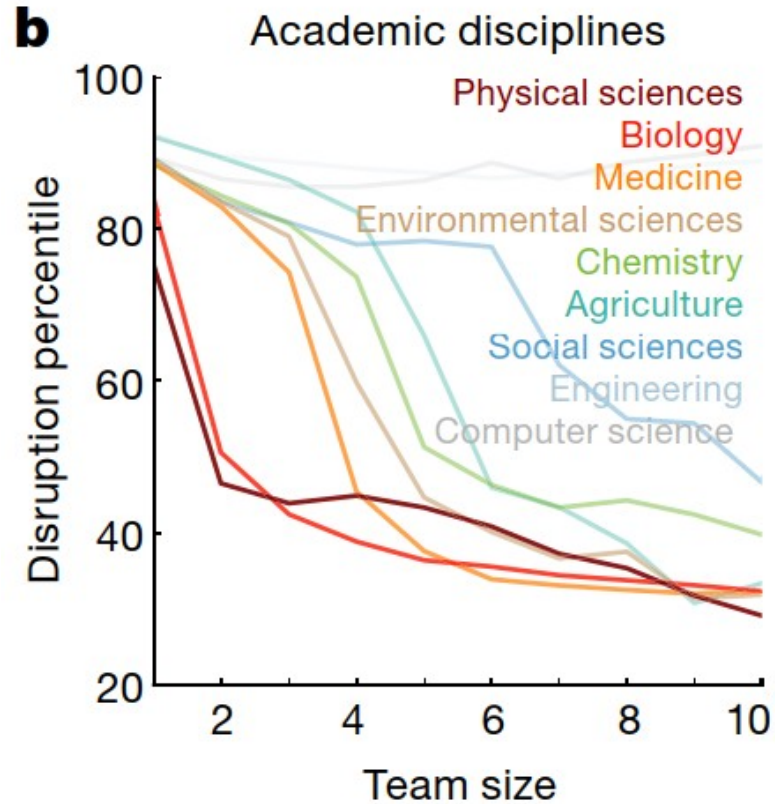 b Academic disciplines
100
Physical sciences
Biology
Medicine
Environmental sciences
Chemistry
Agriculture
Social sciences
Engineering
Computer science
80
60
40
20
Disruption percentile
2 4 6 8 10
Team size